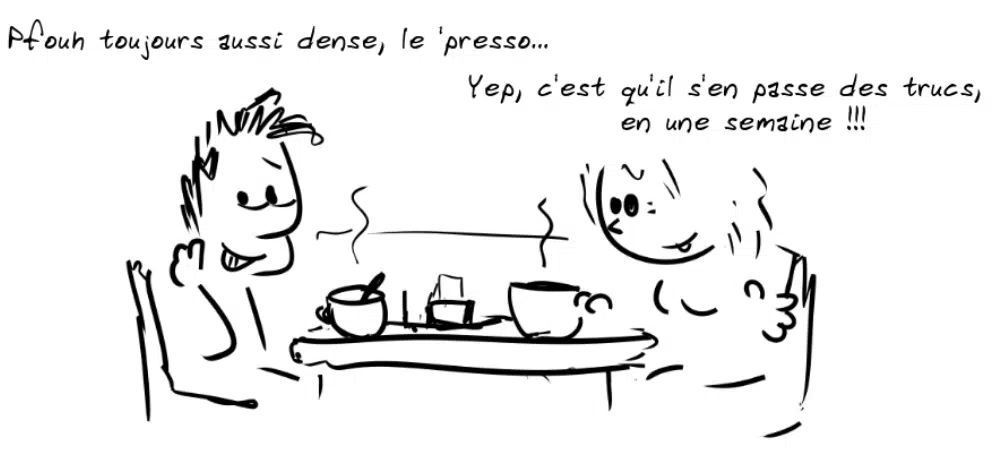 Pfouh toujours aussi dense, le 'presso...
Yep, c'est qu'il s'en passe des trucs,
en une semaine !!!